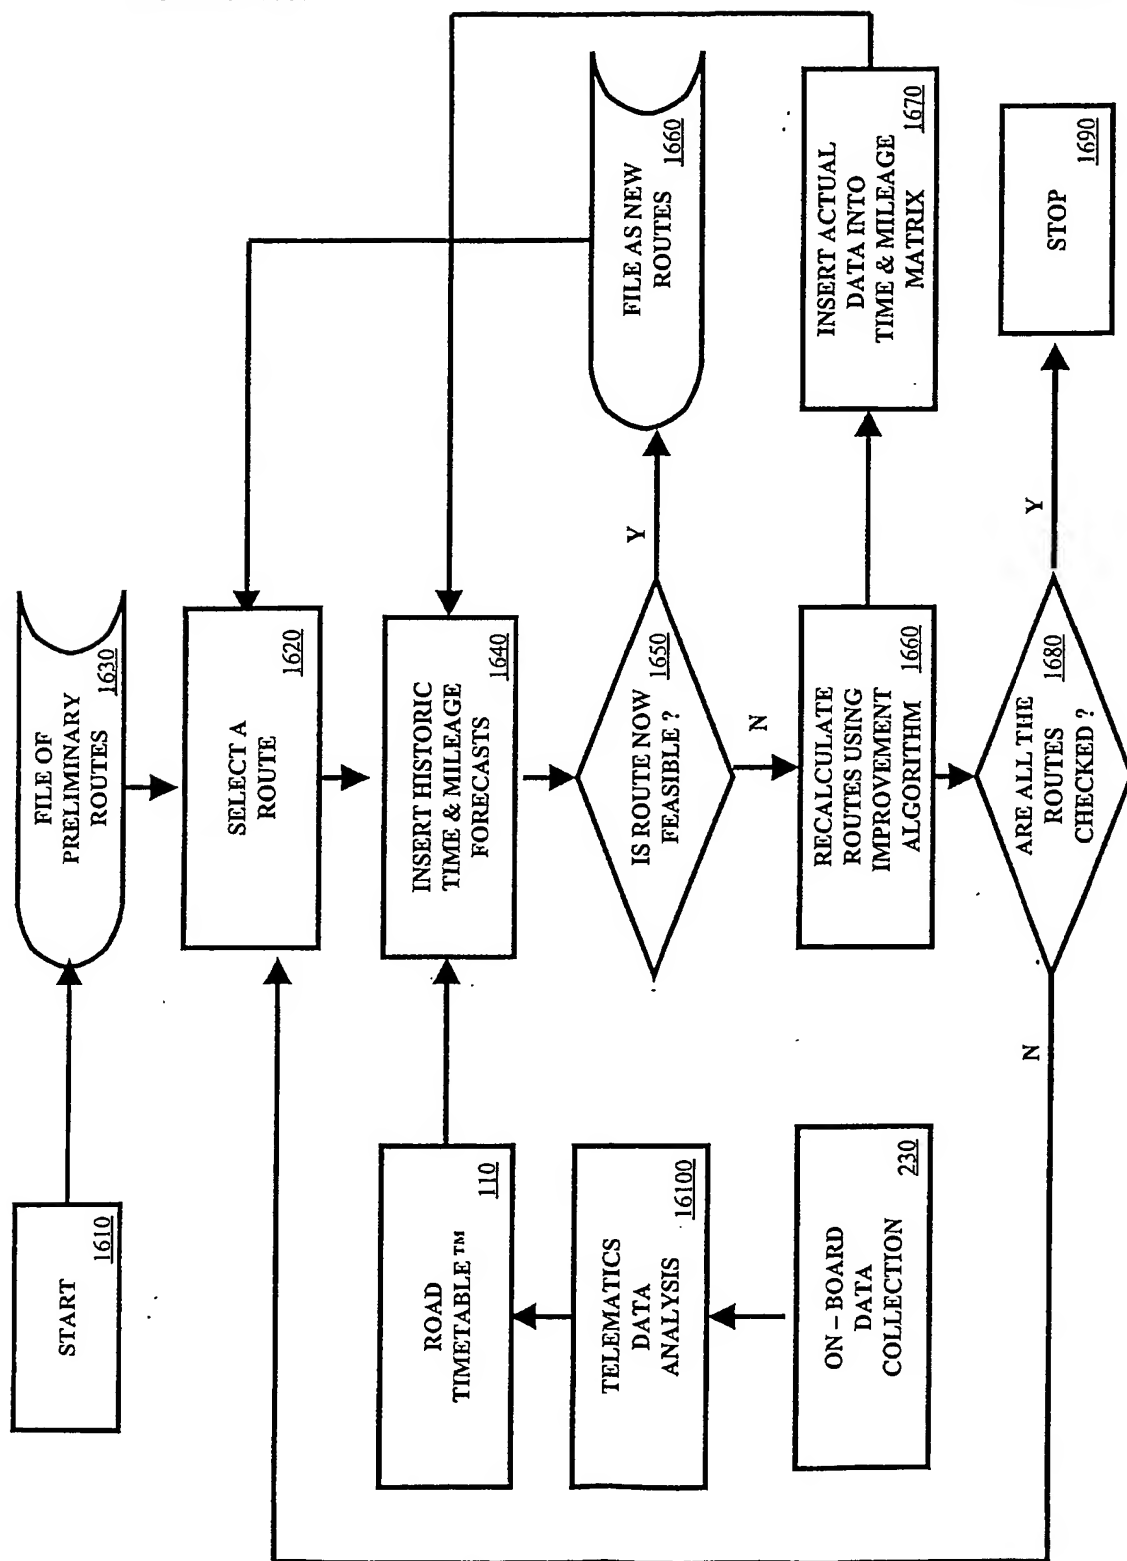 START
1610
FILE OF
PRELIMINARY
ROUTES
1630
SELECT A
ROUTE
1620
ROAD
TIMETABLE™
110
INSERT HISTORIC
TIME & MILEAGE
FORECASTS
1640
TELEMATICS
DATA
ANALYSIS
16100
IS ROUTE NOW
FEASIBLE ?
1650
Y
N
FILE AS NEW
ROUTES
1660
ON – BOARD
DATA
COLLECTION
230
RECALCULATE
ROUTES USING
IMPROVEMENT
ALGORITHM
1660
INSERT ACTUAL
DATA INTO
TIME & MILEAGE
MATRIX
1670
ARE ALL THE
ROUTES
CHECKED ?
1680
N
Y
STOP
1690